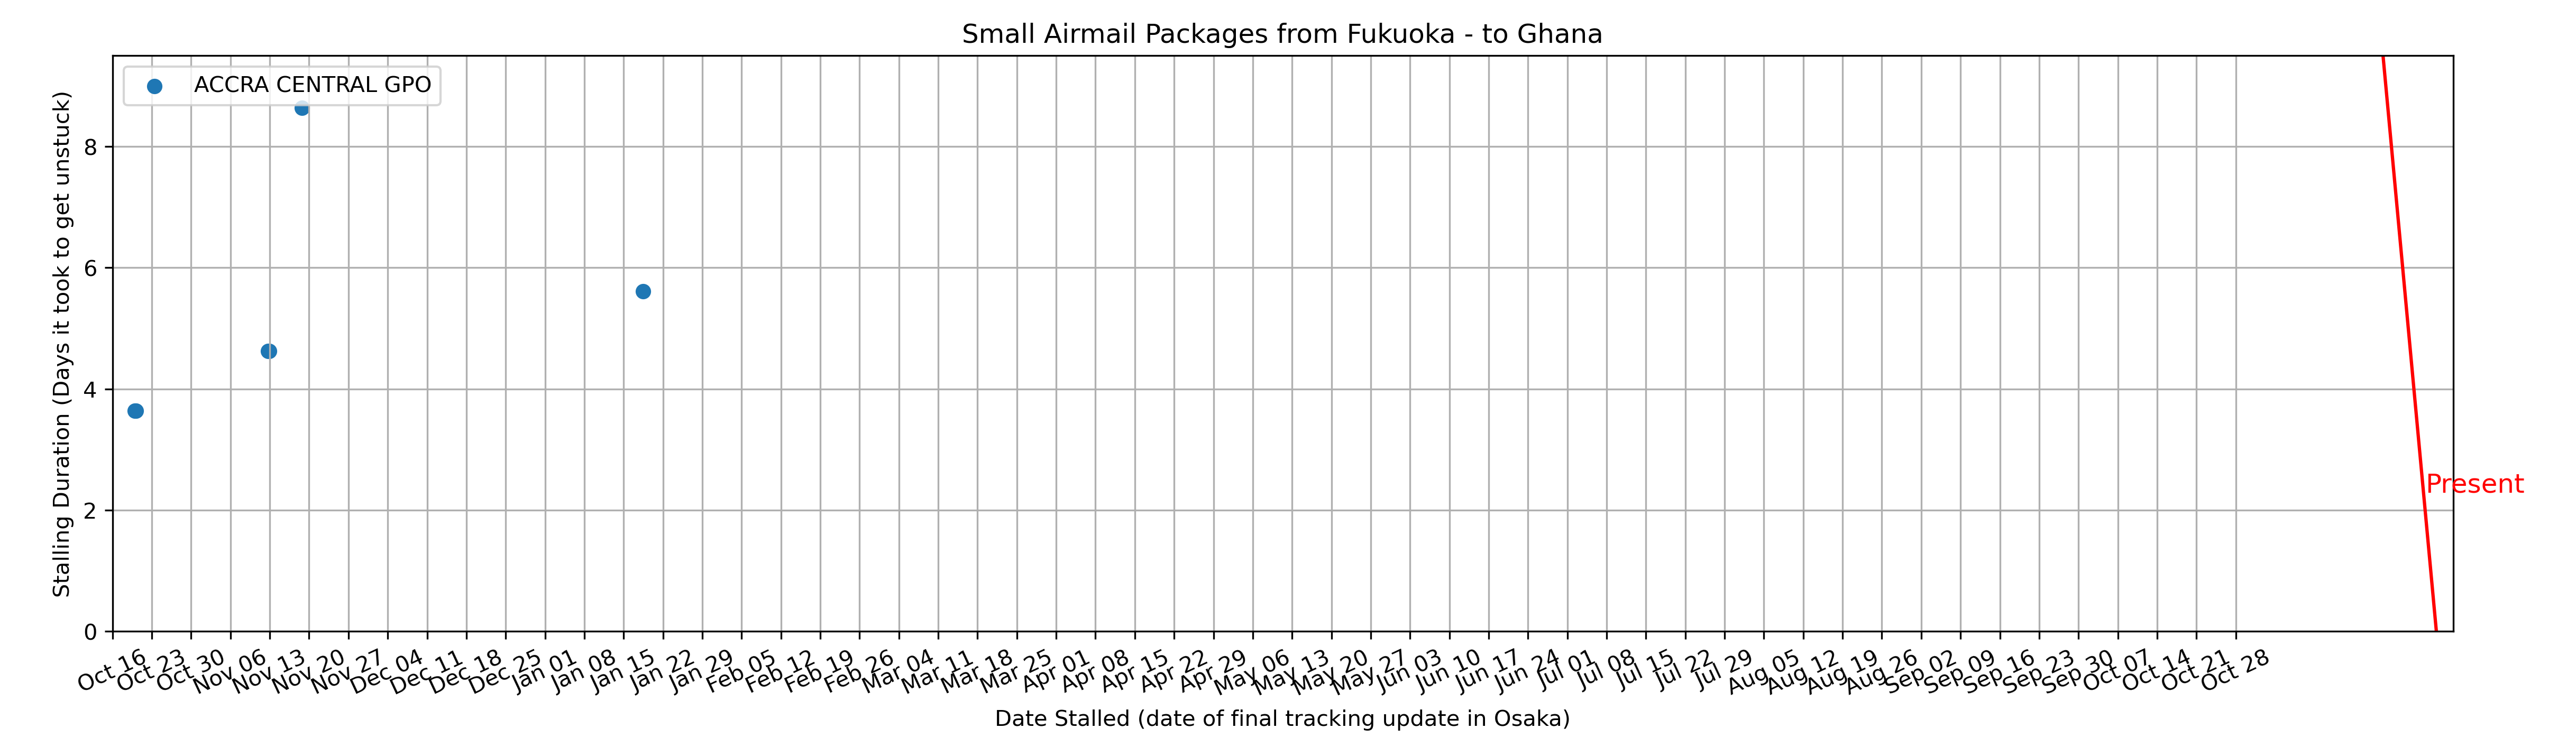 Small Airmail Packages from Fukuoka - to Ghana
ACCRA CENTRAL GPO
Stalling Duration (Days it took to get unstuck)
8
6
4
2
0
Present
Oct 16
Oct 23
Oct 30
Nov 06
Nov 13
Nov 20
Nov 27
Dec 04
Dec 11
Dec 18
Dec 25
Jan 01
Jan 08
Jan 15
Jan 22
Jan 29
Feb 05
Feb 12
Feb 19
Feb 26
Mar 04
Mar 11
Mar 18
Mar 25
Apr 01
Apr 08
Apr 15
Apr 22
Apr 29
May 06
May 13
May 20
May 27
Jun 03
Jun 10
Jun 17
Jun 24
Jul 01
Jul 08
Jul 15
Jul 22
Jul 29
Aug 05
Aug 12
Aug 19
Aug 26
Sep 02
Sep 09
Sep 16
Sep 23
Sep 30
Oct 07
Oct 14
Oct 21
Oct 28
Date Stalled (date of final tracking update in Osaka)